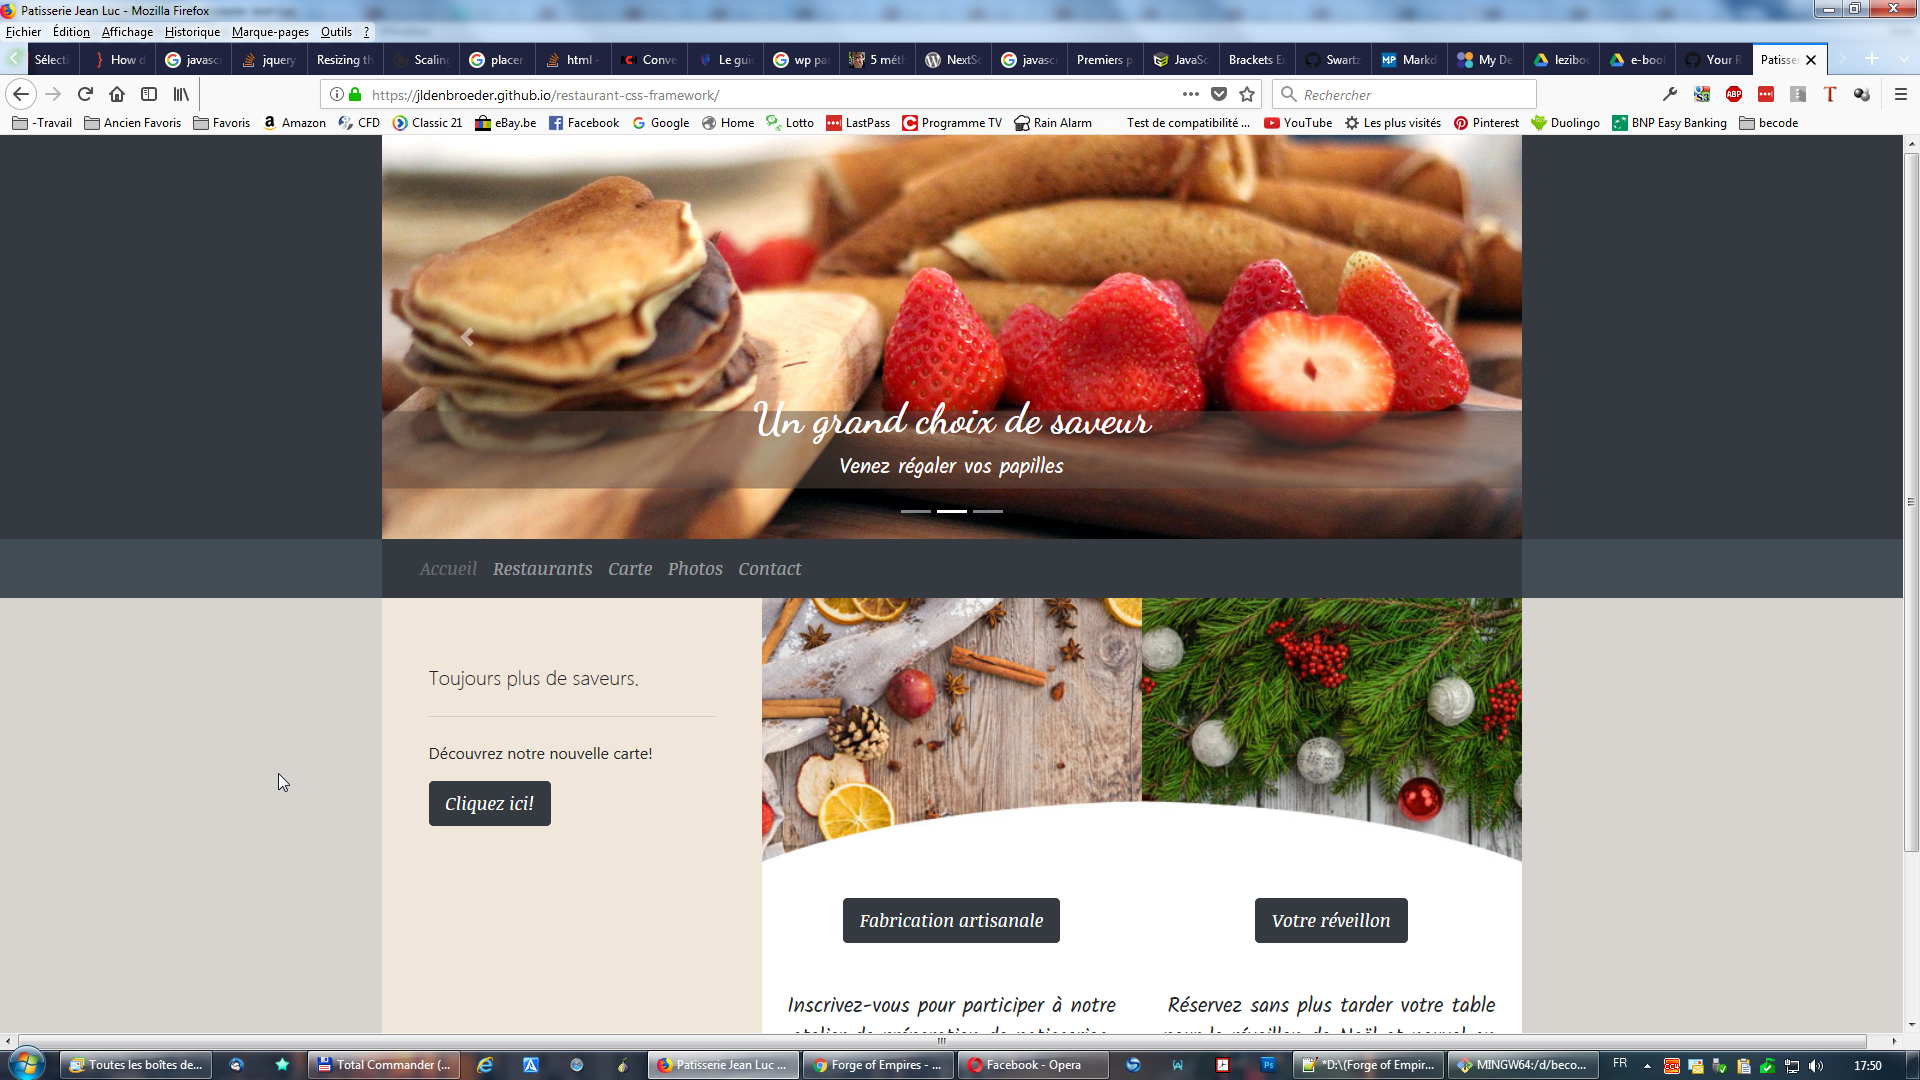 Patisserie Jean Luc - Mozilla Firefox
Fichier Édition Affichage Historique Marque-pages Outils ?
Sélecti How d javasc jquery Resizing th Scaling placer html - Conve Le gui wp pa 5 mét NextSc javasc Premiers p JavaSc Brackets Ex Swartz Markd My De leziboc e-bool Your R Patisse
https://jldenbroeder.github.io/restaurant-css-framework/ Rechercher
-Travail Ancien Favoris Favoris Amazon CFD Classic 21 eBay.be Facebook Google Home Lotto LastPass Programme TV Rain Alarm Test de compatibilité ... YouTube Les plus visités Pinterest Duolingo BNP Easy Banking becode
Un grand choix de saveur
Venez régaler vos papilles
Accueil Restaurants Carte Photos Contact
Toujours plus de saveurs.
Découvrez notre nouvelle carte!
Cliquez ici!
Fabrication artisanale Votre réveillon
Inscrivez-vous pour participer à notre
Réservez sans plus tarder votre table
Toutes les boîtes de... Total Commander (... Patisserie Jean Luc ... Forge of Empires - ... Facebook - Opera *D:\(Forge of Empir... MINGW64:/d/beco... FR 17:50